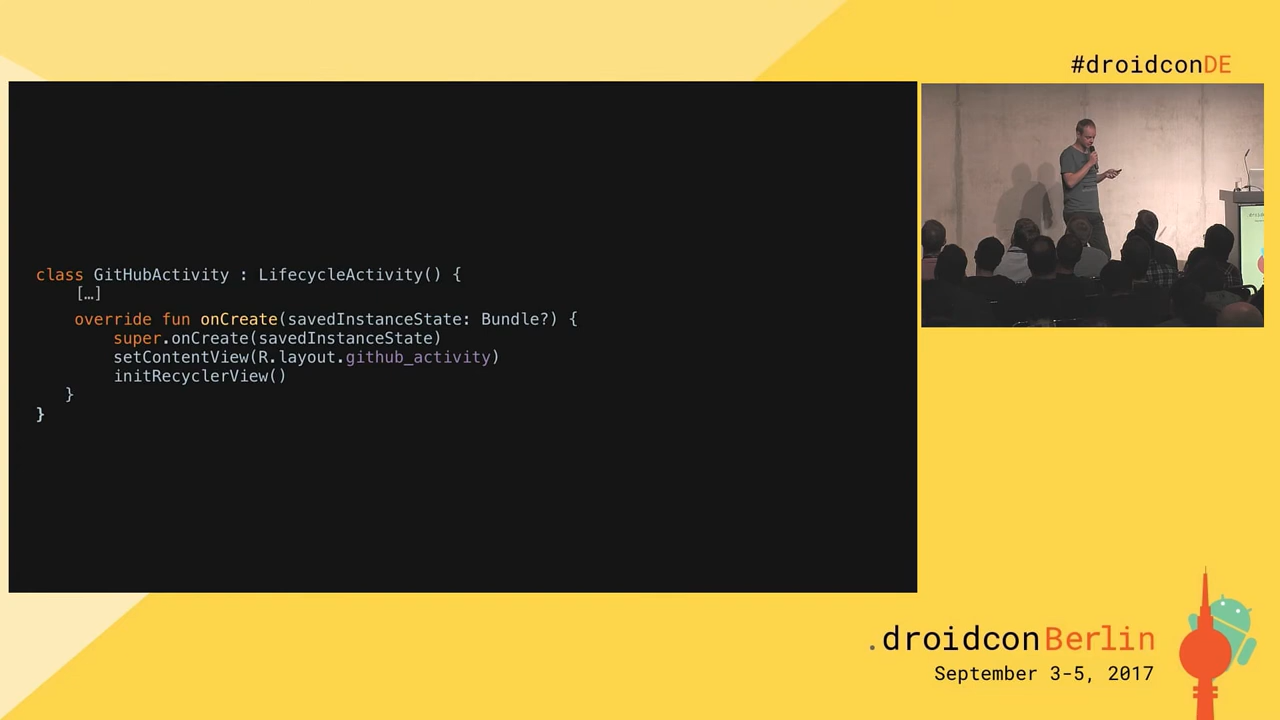 #droidconDE
class GitHubActivity : LifecycleActivity() {
[…]
override fun onCreate(savedInstanceState: Bundle?) {
super.onCreate(savedInstanceState)
setContentView(R.layout.github_activity)
initRecyclerView()
}
}
.droidconBerlin
September 3-5, 2017